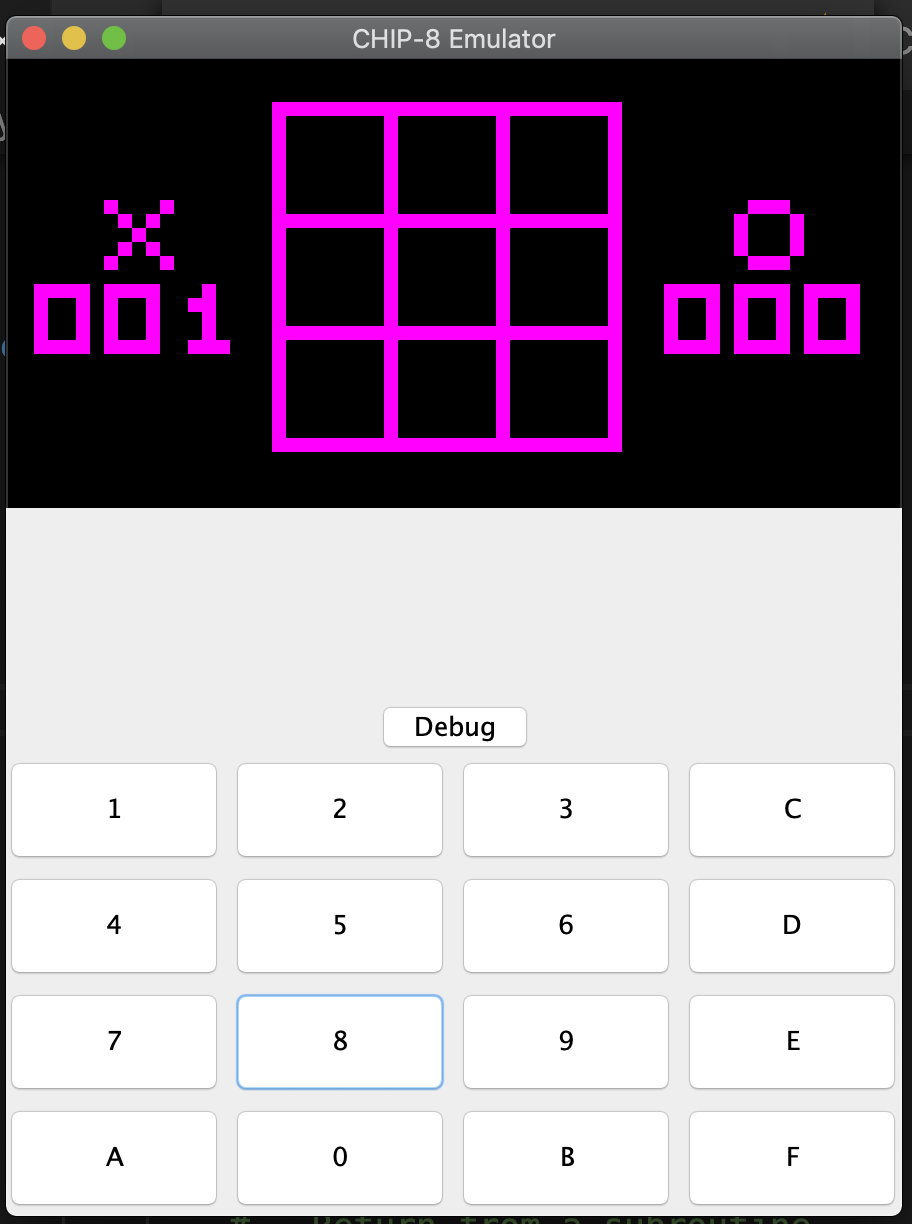 CHIP-8 Emulator
X O
001 000
Debug
1 2 3 C
4 5 6 D
7 8 9 E
A 0 B F
# Return from a subroutine